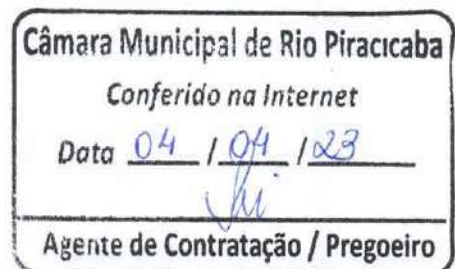 Câmara Municipal de Rio Piracicaba
Conferido na Internet
Data 04 / 04 / 23
Agente de Contratação / Pregoeiro